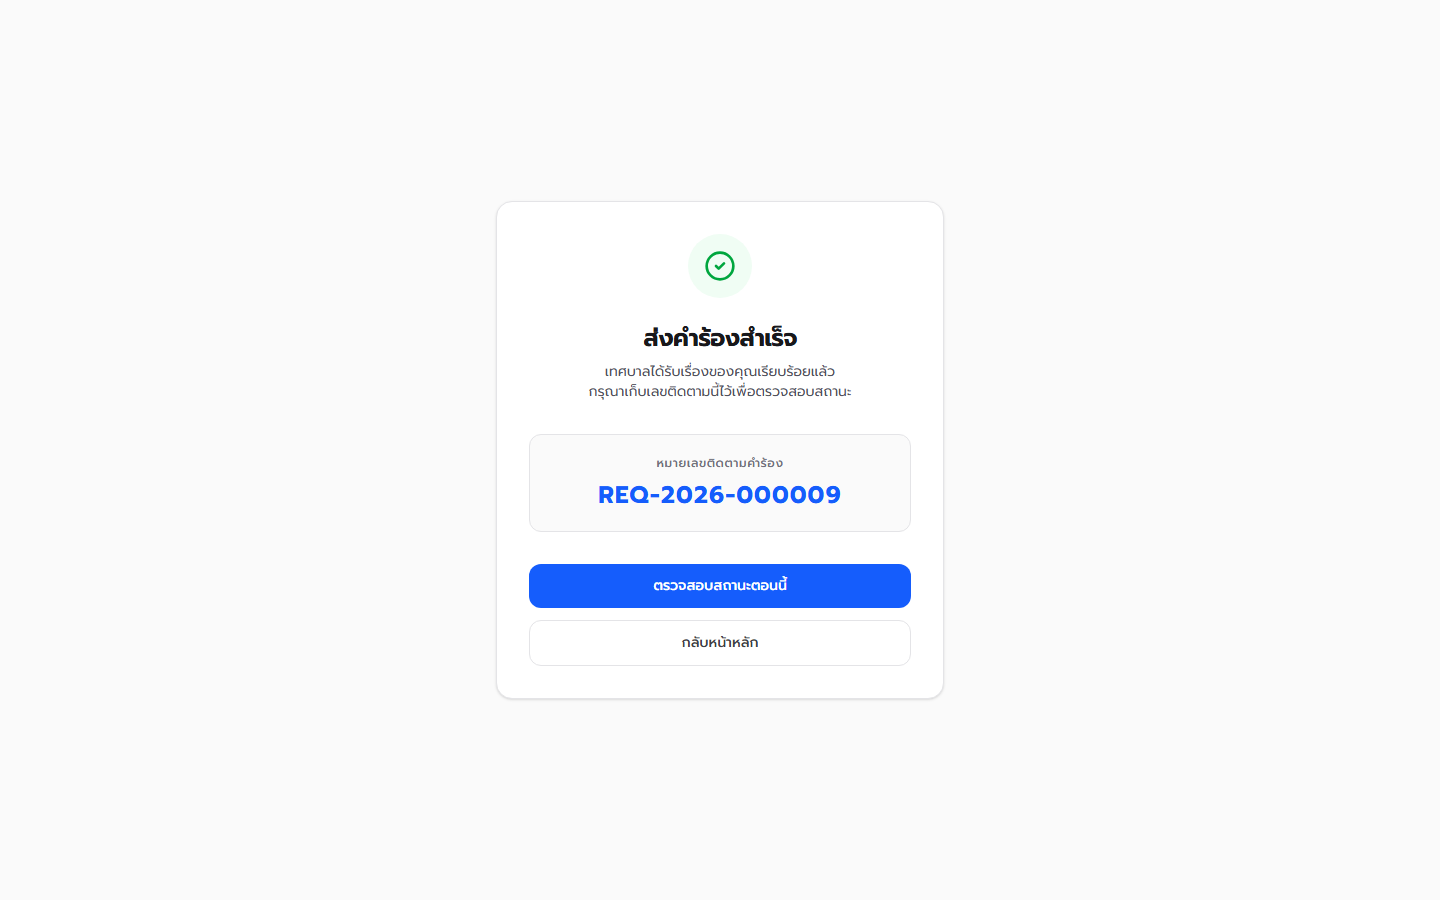 ส่งคำร้องสำเร็จ
เทศบาลได้รับเรื่องของคุณเรียบร้อยแล้ว
กรุณาเก็บเลขติดตามนี้ไว้เพื่อตรวจสอบสถานะ
หมายเลขติดตามคำร้อง
REQ-2026-000009
ตรวจสอบสถานะตอนนี้
กลับหน้าหลัก